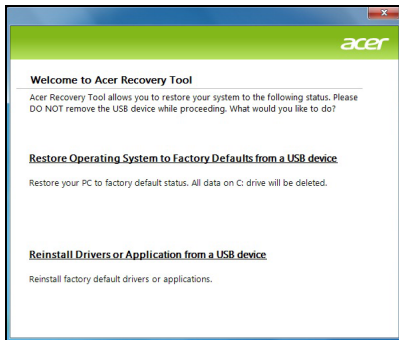 acer
Welcome to Acer Recovery Tool
Acer Recovery Tool allows you to restore your system to the following status. Please
DO NOT remove the USB device while proceeding. What would you like to do?
Restore Operating System to Factory Defaults from a USB device
Restore your PC to factory default status. All data on C: drive will be deleted.
Reinstall Drivers or Application from a USB device
Reinstall factory default drivers or applications.